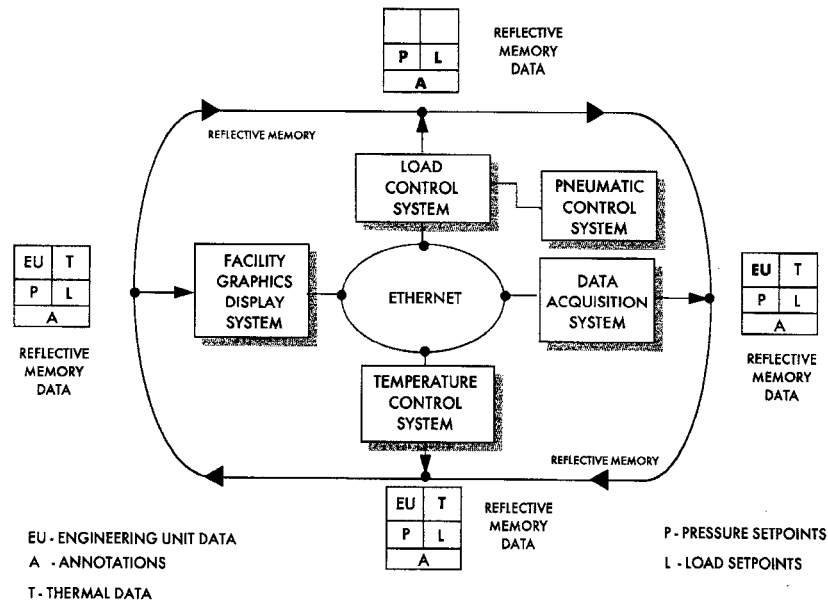 P L
A
REFLECTIVE
MEMORY
DATA
REFLECTIVE MEMORY
LOAD
CONTROL
SYSTEM
PNEUMATIC
CONTROL
SYSTEM
EU T
P L
A
REFLECTIVE
MEMORY
DATA
FACILITY
GRAPHICS
DISPLAY
SYSTEM
ETHERNET
DATA
ACQUISITION
SYSTEM
EU T
P L
A
REFLECTIVE
MEMORY
DATA
TEMPERATURE
CONTROL
SYSTEM
REFLECTIVE MEMORY
EU T
P L
A
REFLECTIVE
MEMORY
DATA
EU - ENGINEERING UNIT DATA
A - ANNOTATIONS
T - THERMAL DATA
P - PRESSURE SETPOINTS
L - LOAD SETPOINTS